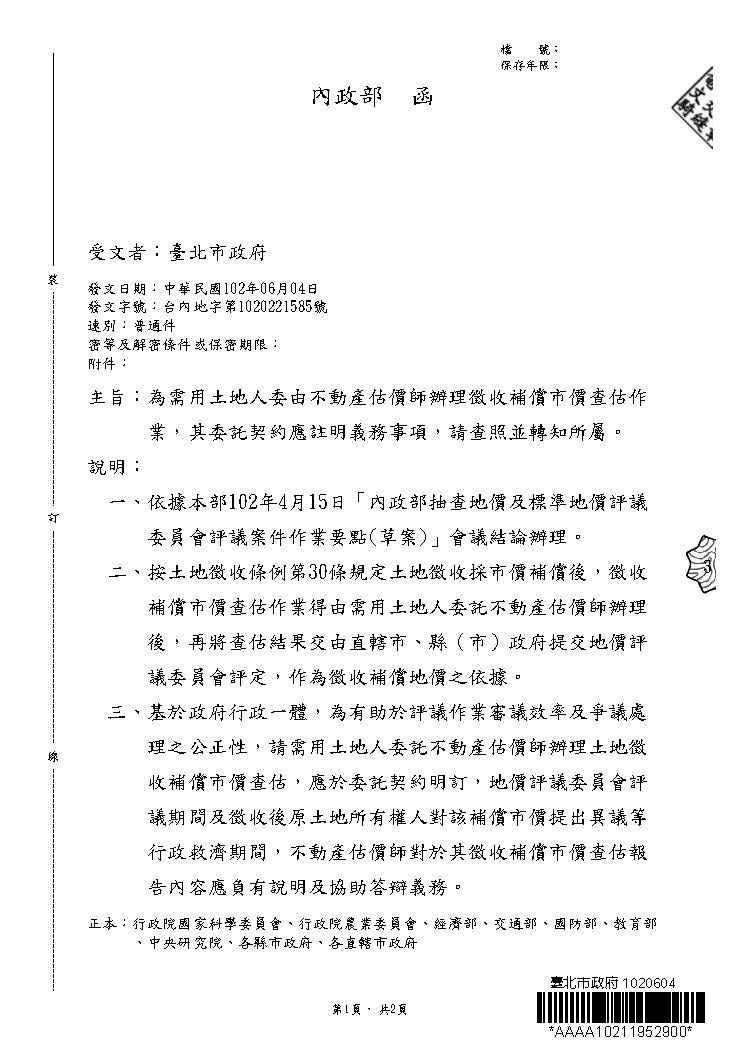 檔　　號：
保存年限：
內政部　函
受文者：臺北市政府
發文日期：中華民國102年06月04日
發文字號：台內地字第1020221585號
速別：普通件
密等及解密條件或保密期限：
附件：
主旨：為需用土地人委由不動產估價師辦理徵收補償市價查估作
業，其委託契約應註明義務事項，請查照並轉知所屬。
說明：
一、依據本部102年4月15日「內政部抽查地價及標準地價評議
委員會評議案件作業要點(草案)」會議結論辦理。
二、按土地徵收條例第30條規定土地徵收採市價補償後，徵收
補償市價查估作業得由需用土地人委託不動產估價師辦理
後，再將查估結果交由直轄市、縣（市）政府提交地價評
議委員會評定，作為徵收補償地價之依據。
三、基於政府行政一體，為有助於評議作業審議效率及爭議處
理之公正性，請需用土地人委託不動產估價師辦理土地徵
收補償市價查估，應於委託契約明訂，地價評議委員會評
議期間及徵收後原土地所有權人對該補償市價提出異議等
行政救濟期間，不動產估價師對於其徵收補償市價查估報
告內容應負有說明及協助答辯義務。
正本：行政院國家科學委員會、行政院農業委員會、經濟部、交通部、國防部、教育部
、中央研究院、各縣市政府、各直轄市政府
裝
訂
線
第1頁、 共2頁
臺北市政府 1020604
*AAAA10211952900*